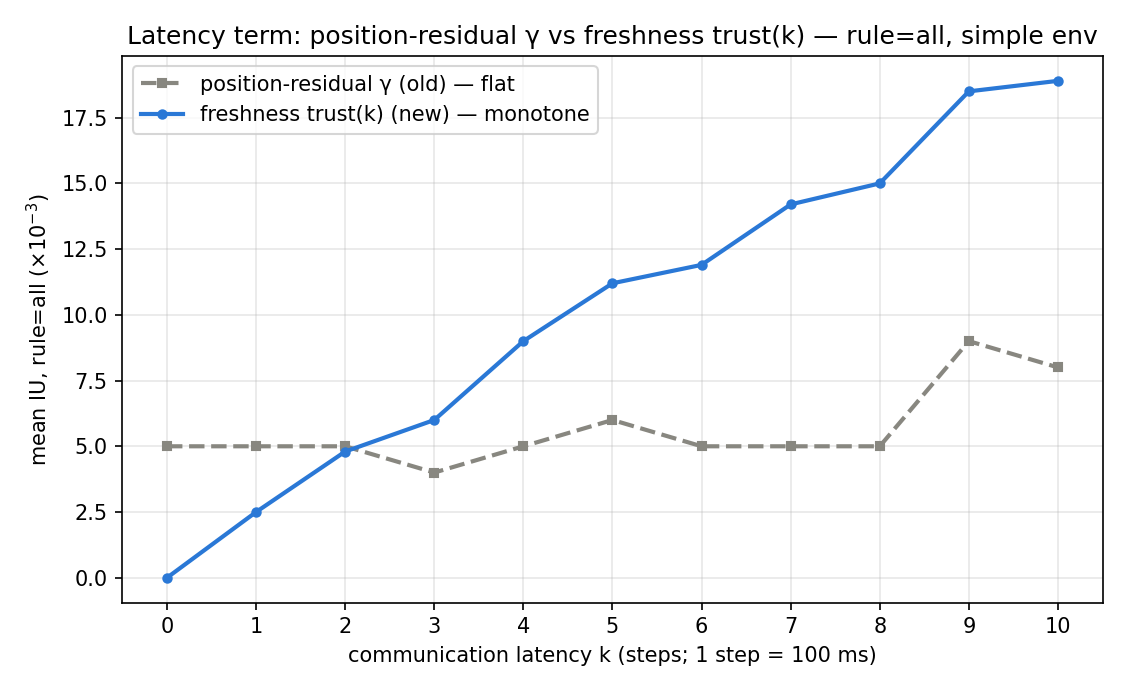 Latency term: position-residual γ vs freshness trust(k) — rule=all, simple env
position-residual γ (old) — flat
freshness trust(k) (new) — monotone
mean IU, rule=all (×10⁻³)
17.5
15.0
12.5
10.0
7.5
5.0
2.5
0.0
0 1 2 3 4 5 6 7 8 9 10
communication latency k (steps; 1 step = 100 ms)